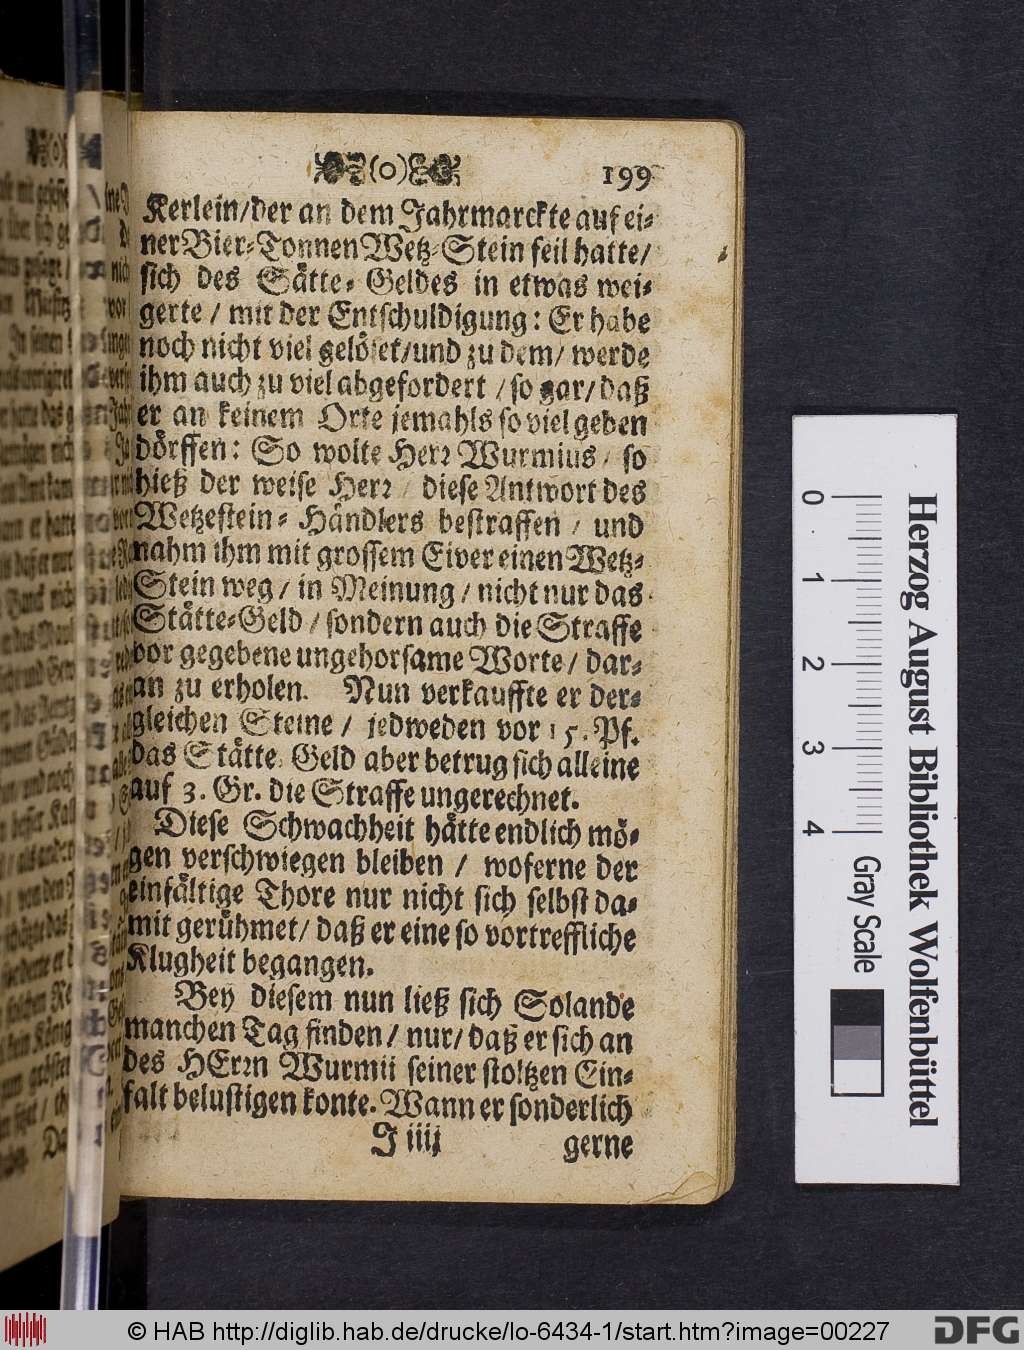 (o) 199
Kerlein/der an dem Jahrmarckte auf ei-
ner Bier-Tonnen Wetz-Stein feil hatte/
sich des Sätte-Geldes in etwas wei-
gerte / mit der Entschuldigung: Er habe
noch nicht viel gelöset/und zu dem/ werde
ihm auch zu viel abgefordert /so gar/ daß
er an keinem Orte jemahls so viel geben
dörffen: So wolte Herr Wurmius/ so
hieß der weise Herr / diese Antwort des
Wetzestein-Händlers bestraffen / und
nahm ihm mit grossem Eiver einen Wetz-
Stein weg / in Meinung / nicht nur das
Stätte-Geld / sondern auch die Straffe
vor gegebene ungehorsame Worte/ dar-
an zu erholen. Nun verkauffte er der-
gleichen Steine / jedweden vor 15. Pf.
das Stätte Geld aber betrug sich alleine
auf 3. Gr. die Straffe ungerechnet.
Diese Schwachheit hätte endlich mö-
gen verschwiegen bleiben / woferne der
einfältige Thore nur nicht sich selbst da-
mit gerühmet/ daß er eine so vortreffliche
Klugheit begangen.
Bey diesem nun ließ sich Solande
manchen Tag finden / nur/ daß er sich an
des HErrn Wurmii seiner stoltzen Ein-
falt belustigen konte. Wann er sonderlich
J iiij gerne
Herzog August Bibliothek Wolfenbüttel
0 1 2 3 4 Gray Scale
© HAB http://diglib.hab.de/drucke/lo-6434-1/start.htm?image=00227
DFG